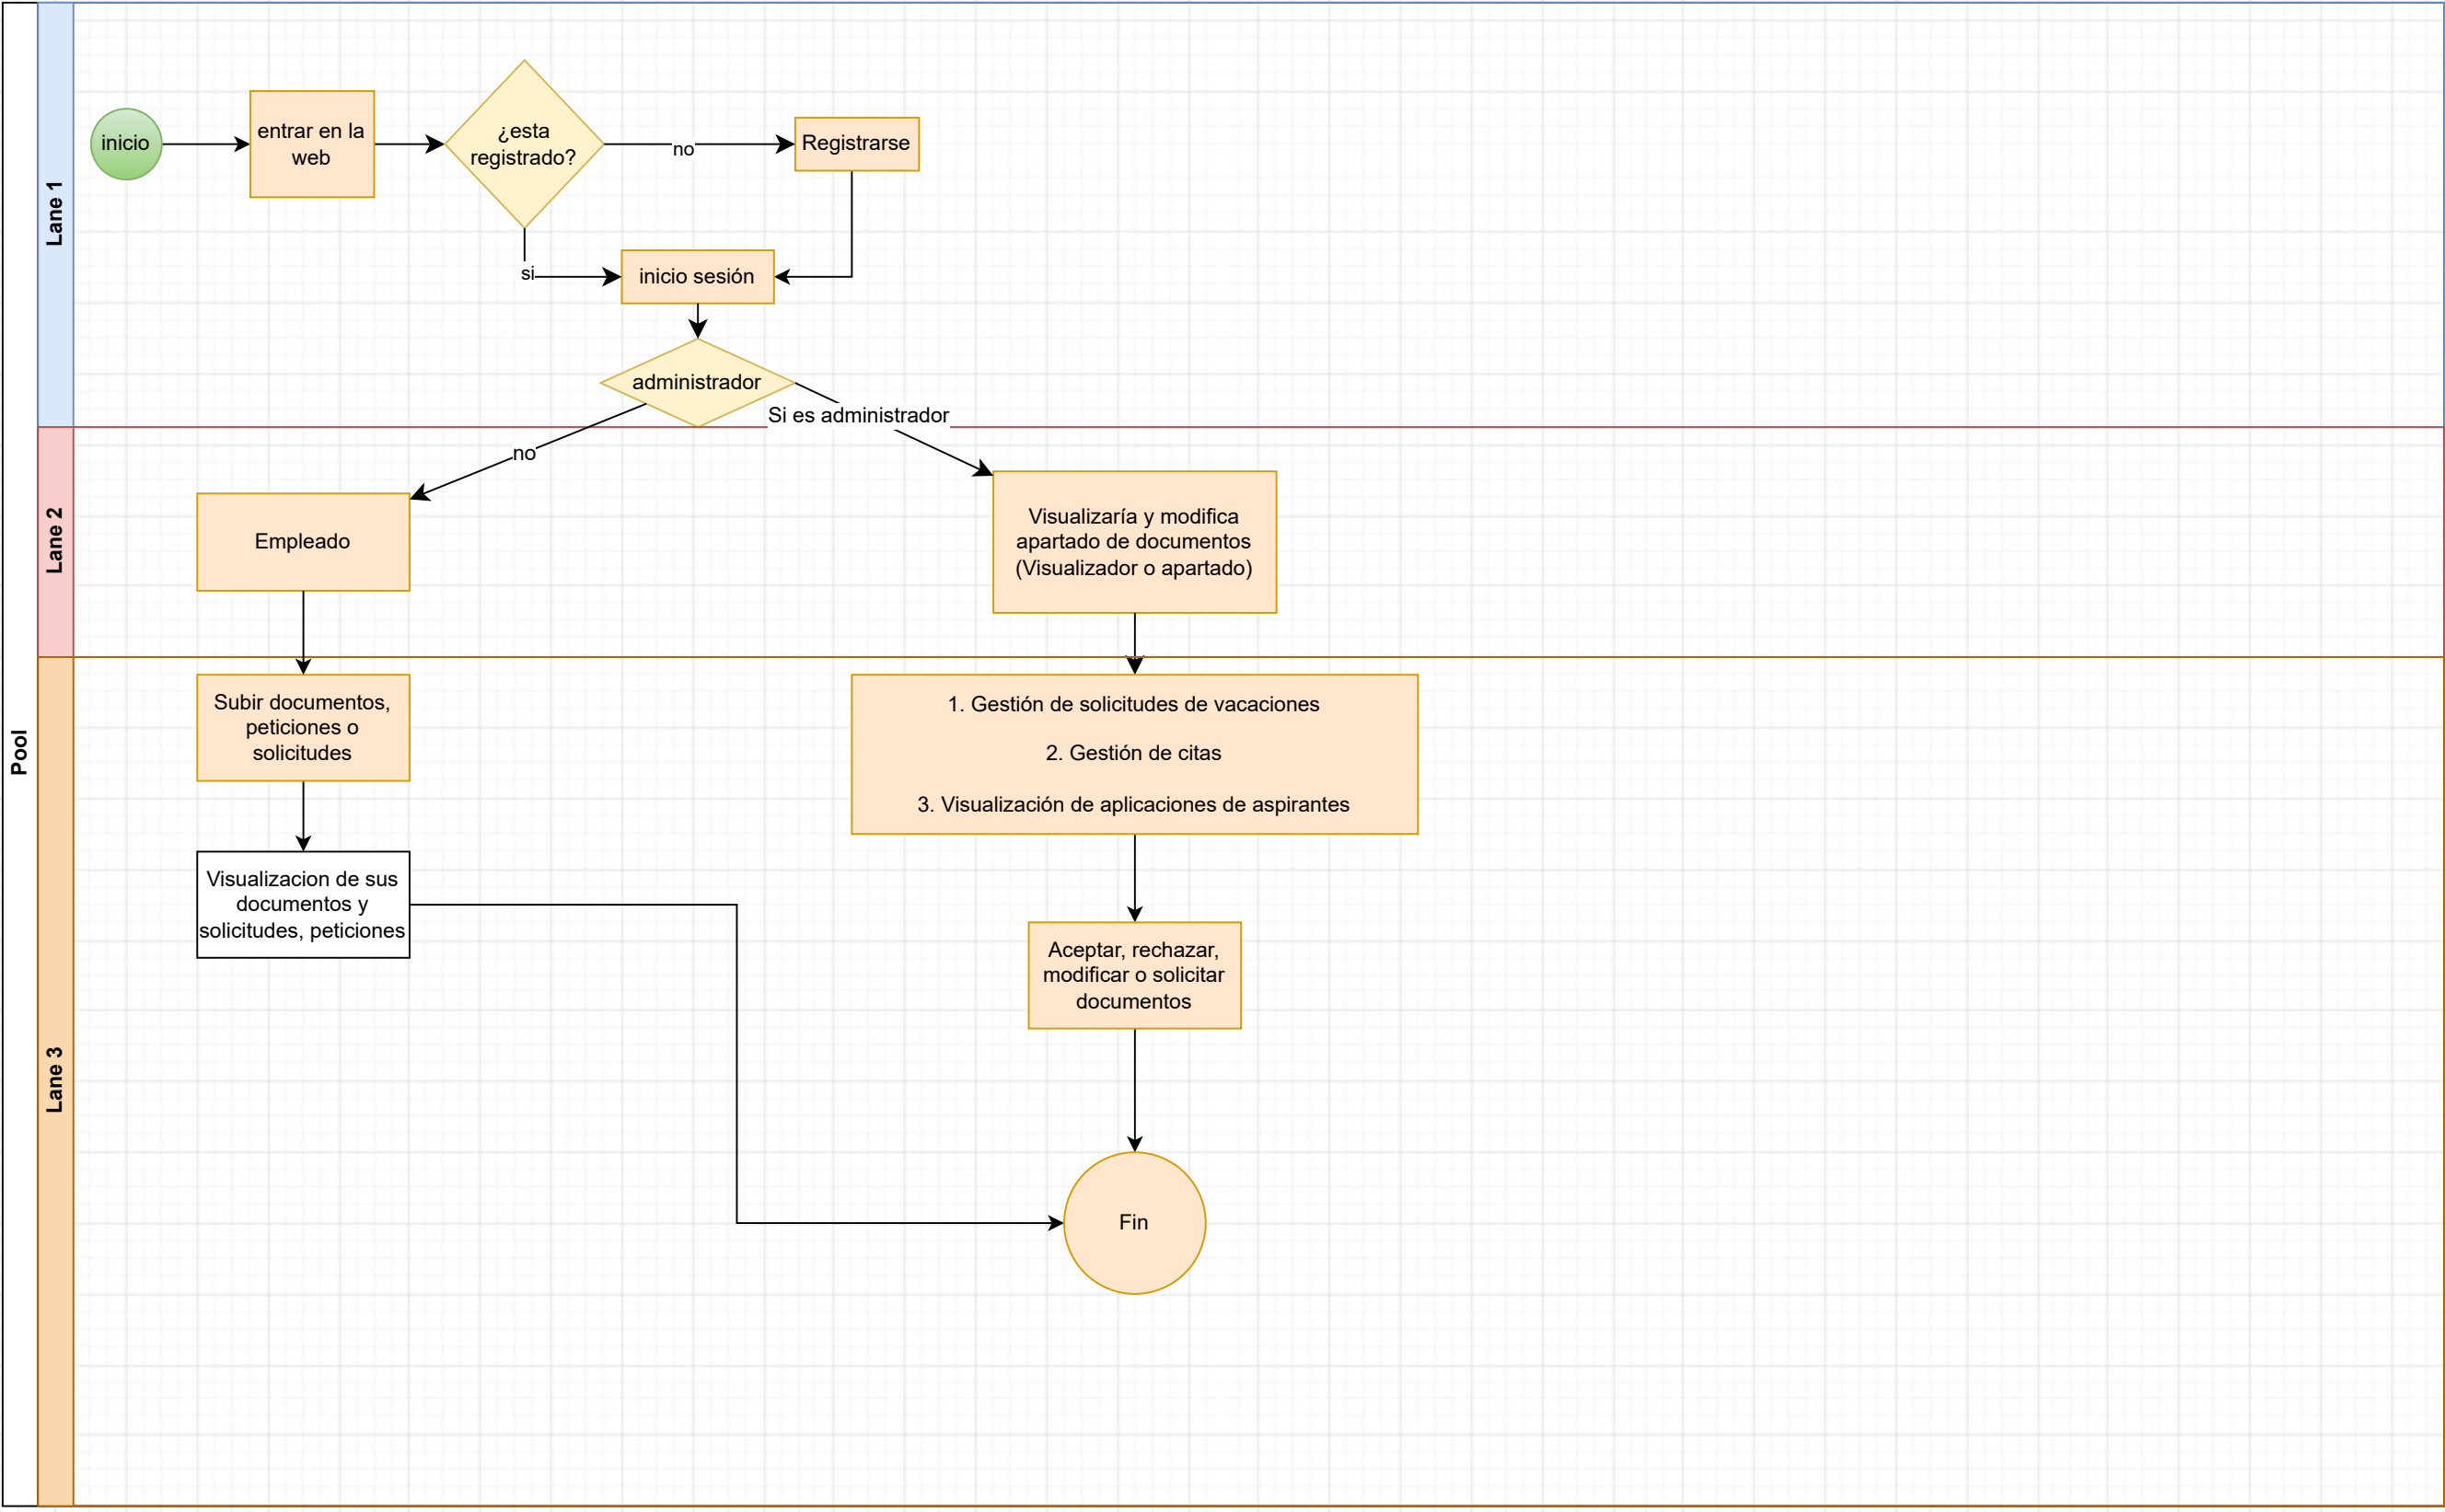 Pool
Lane 1
inicio
entrar en la
web
¿esta
registrado?
no
Registrarse
si
inicio sesión
administrador
Si es administrador
no
Lane 2
Empleado
Visualizaría y modifica
apartado de documentos
(Visualizador o apartado)
Lane 3
Subir documentos,
peticiones o
solicitudes
1. Gestión de solicitudes de vacaciones
2. Gestión de citas
3. Visualización de aplicaciones de aspirantes
Visualizacion de sus
documentos y
solicitudes, peticiones
Aceptar, rechazar,
modificar o solicitar
documentos
Fin